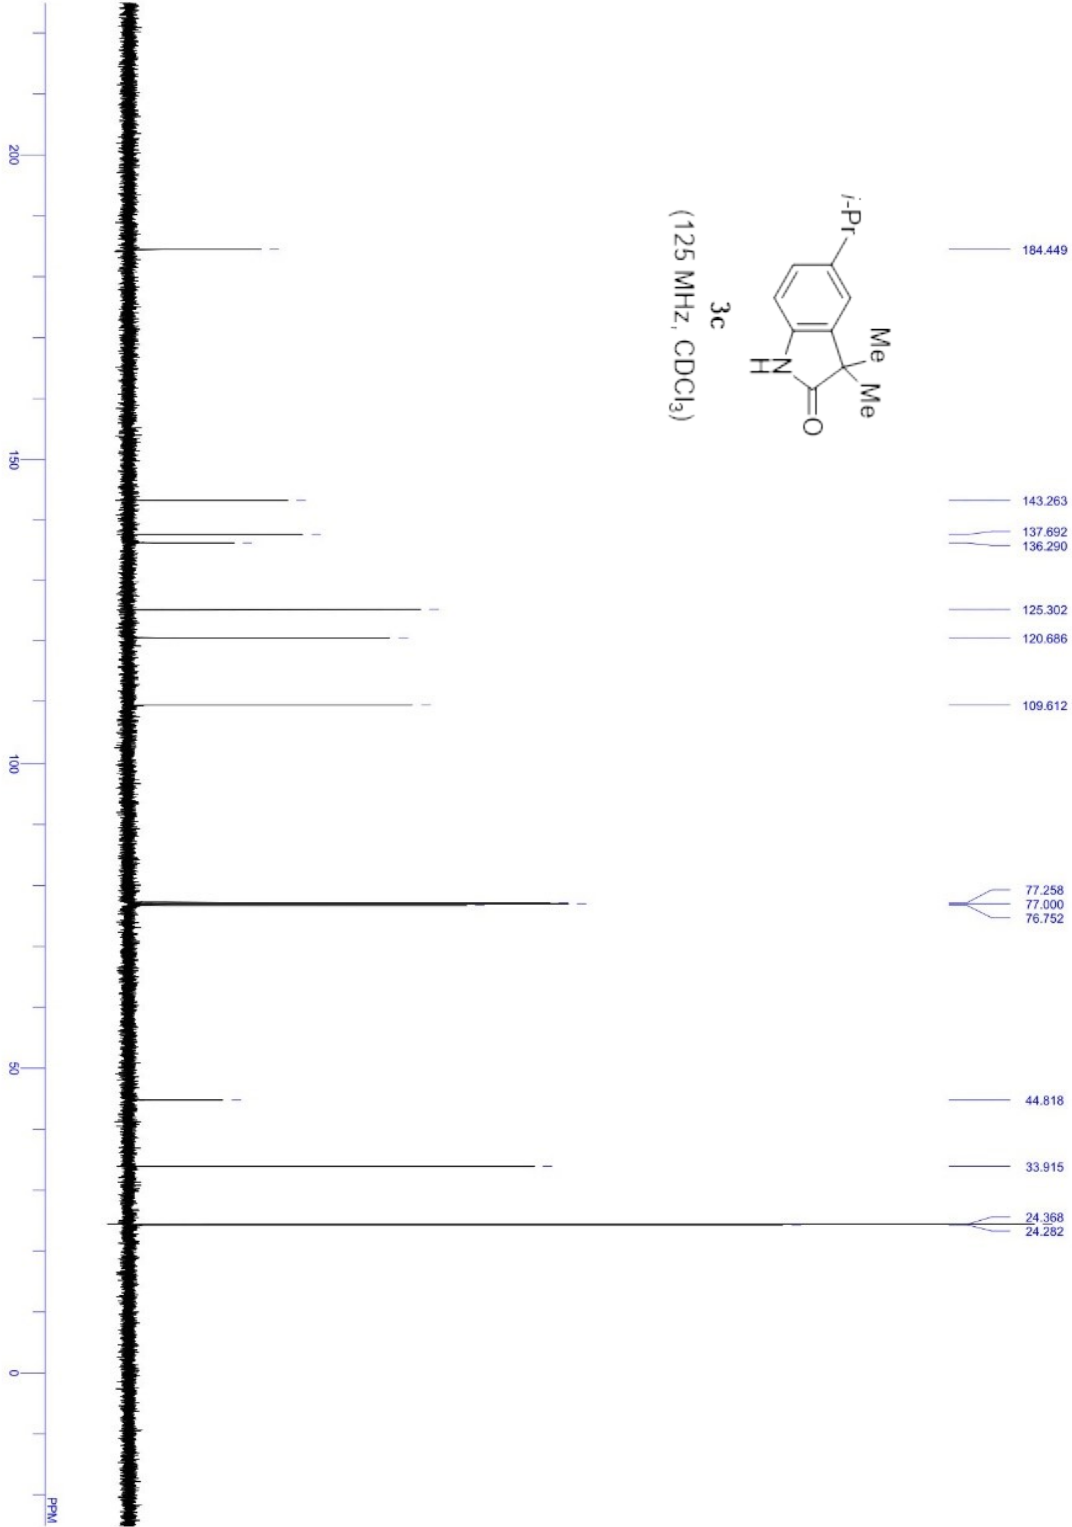 184.449
143.263
137.692
136.290
125.302
120.686
109.612
77.258
77.000
76.752
44.818
33.915
24.368
24.282
i-Pr
Me
Me
O
N
H
3c
(125 MHz, CDCl₃)
200
150
100
50
0
PPM